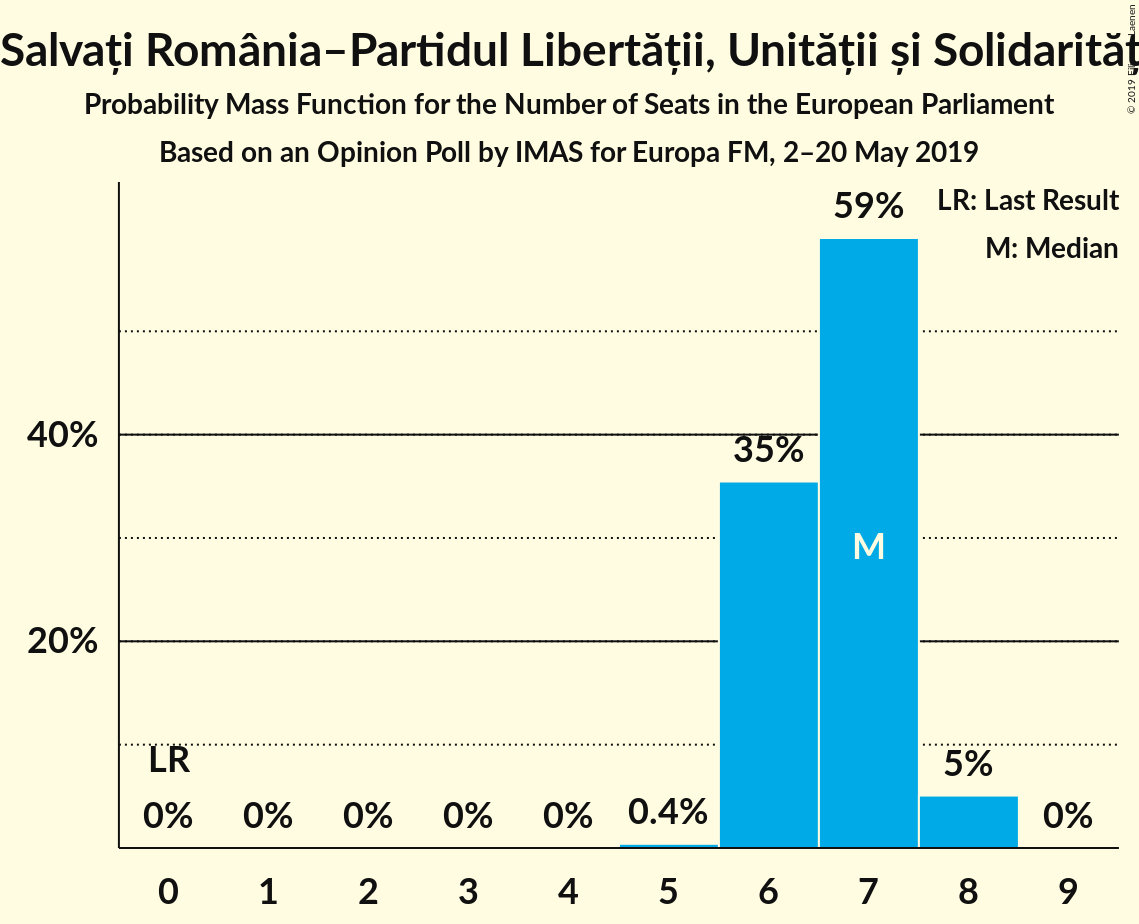 Salvați România–Partidul Libertății, Unității și Solidarităț
Probability Mass Function for the Number of Seats in the European Parliament
Based on an Opinion Poll by IMAS for Europa FM, 2–20 May 2019
© 2019 Laenen
LR: Last Result
M: Median
59%
40%
35%
M
20%
LR
5%
0% 0% 0% 0% 0% 0.4% 0%
0 1 2 3 4 5 6 7 8 9